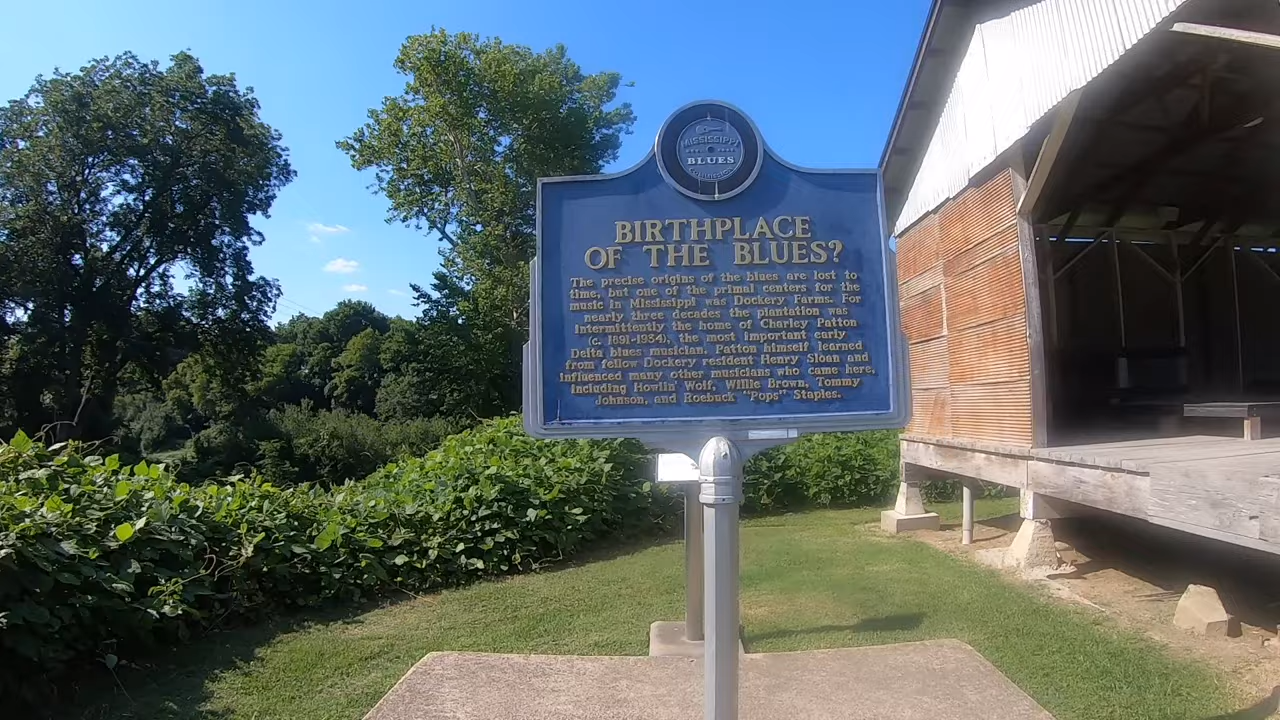 MISSISSIPPI
BLUES
COMMISSION
BIRTHPLACE
OF THE BLUES?
The precise origins of the blues are lost to
time, but one of the primal centers for the
music in Mississippi was Dockery Farms. For
nearly three decades the plantation was
intermittently the home of Charley Patton
(c. 1891-1934), the most important early
Delta blues musician. Patton himself learned
from fellow Dockery resident Henry Sloan and
influenced many other musicians who came here,
including Howlin' Wolf, Willie Brown, Tommy
Johnson, and Roebuck "Pops" Staples.